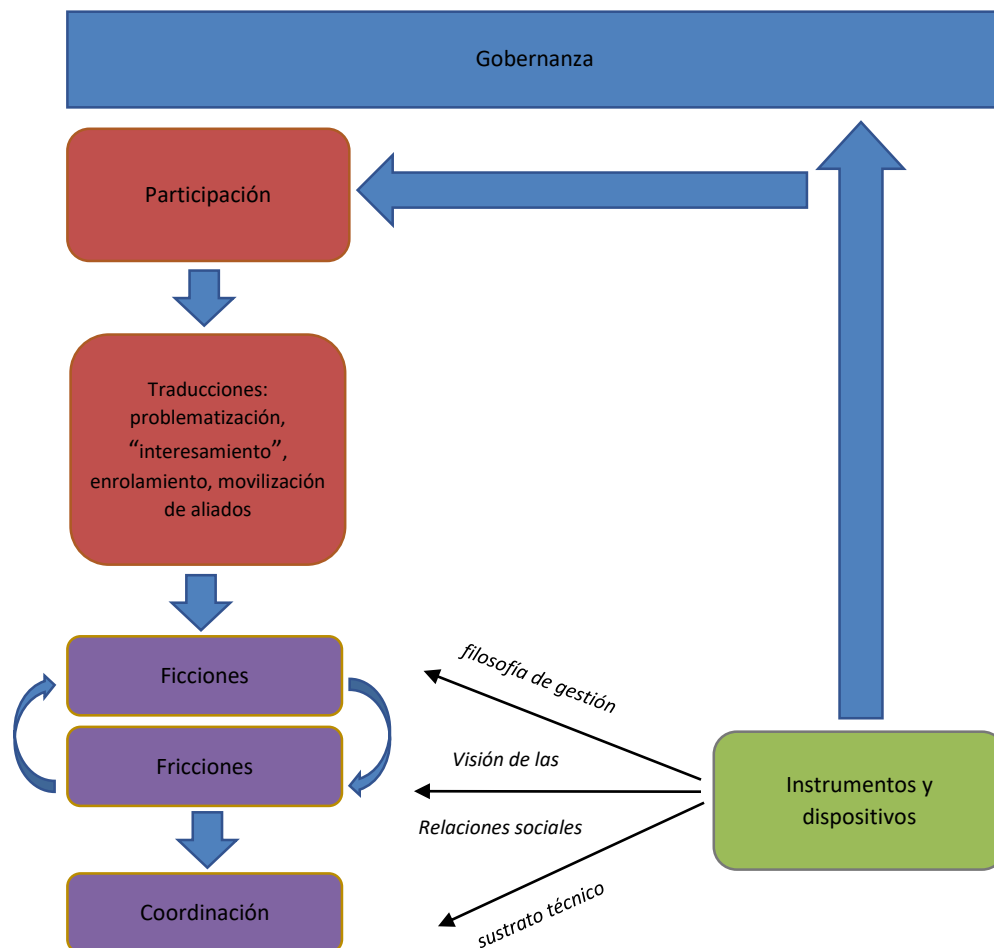 Gobernanza
Participación
Traducciones:
problematización,
“interesamiento”,
enrolamiento, movilización
de aliados
Ficciones
Fricciones
Coordinación
filosofía de gestión
Visión de las
Relaciones sociales
sustrato técnico
Instrumentos y
dispositivos